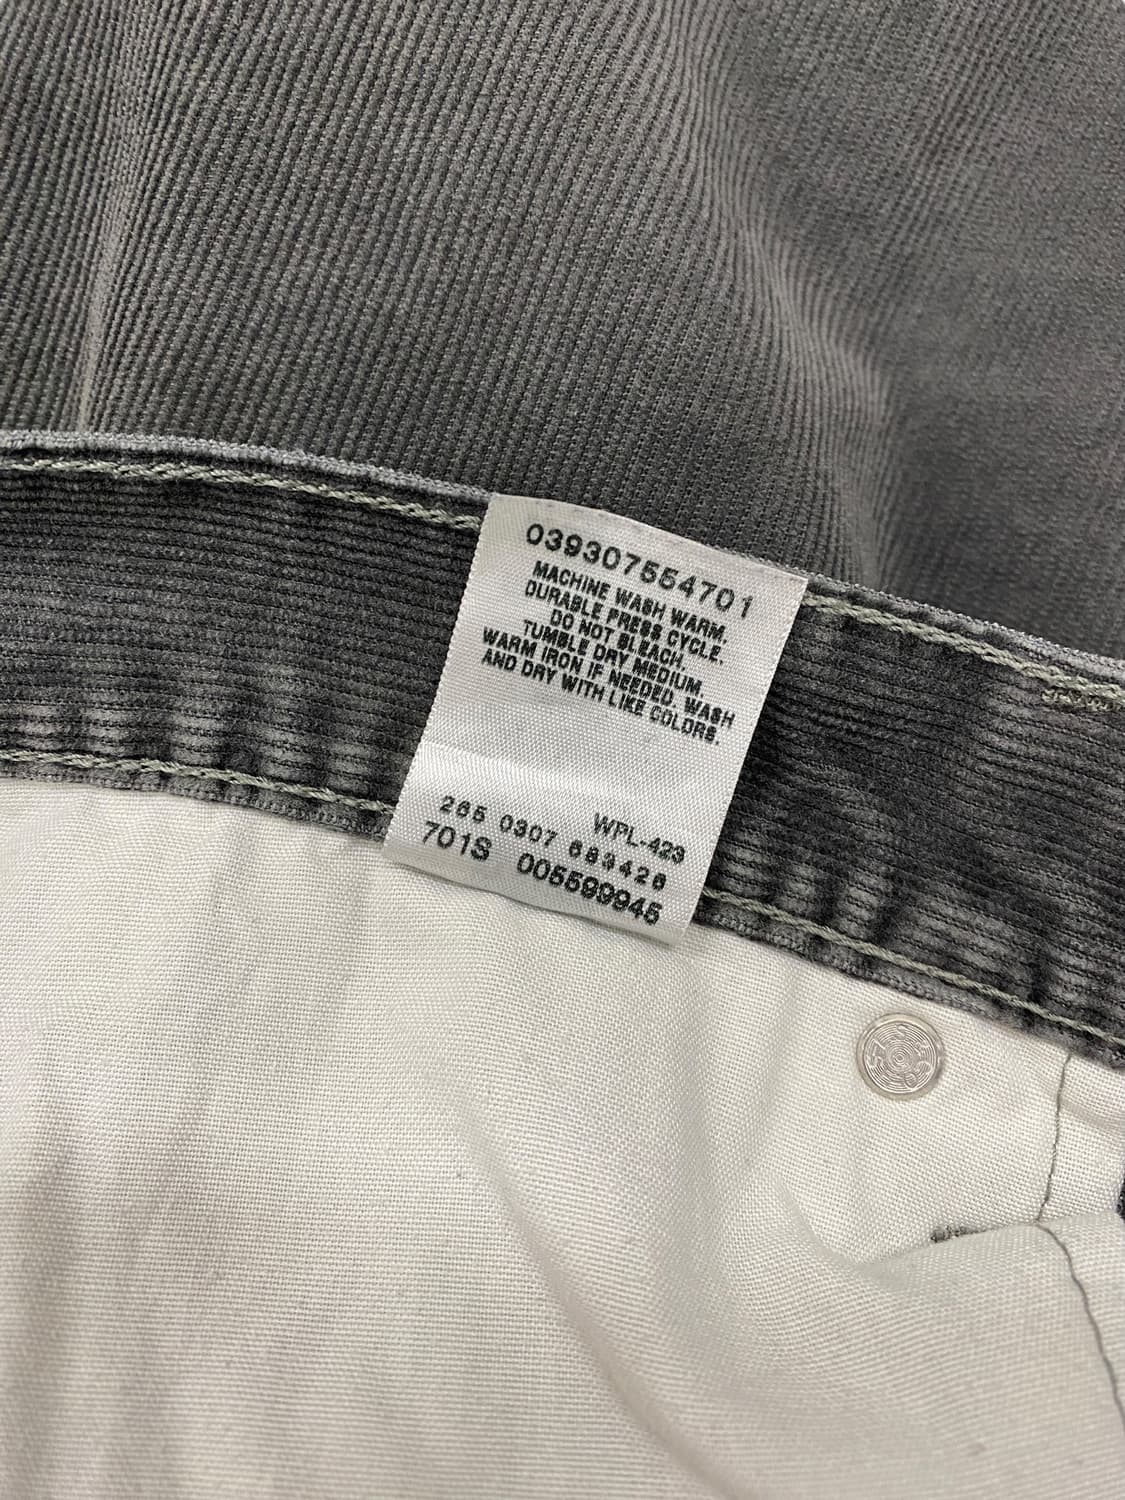 039307554701
MACHINE WASH WARM,
DURABLE PRESS CYCLE.
DO NOT BLEACH.
TUMBLE DRY MEDIUM.
WARM IRON IF NEEDED. WASH
AND DRY WITH LIKE COLORS.
WPL-423
265 0307 683426
701S 005599945